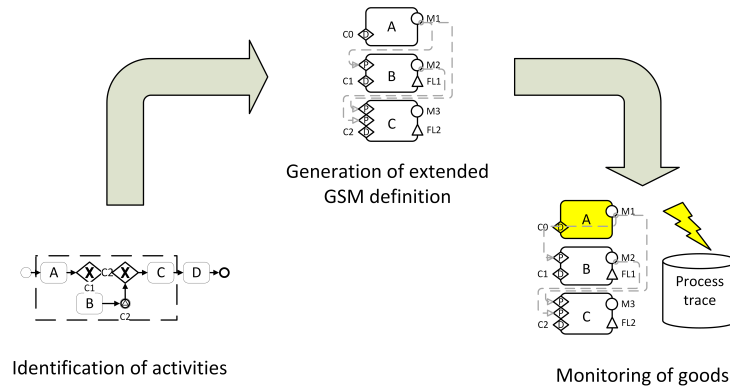 A
M1
C0
D
P
M2
B
C1
D
FL1
P
M3
P
C
C2
D
FL2
Generation of extended
GSM definition
A
M1
C0
D
P
M2
B
C1
D
FL1
P
M3
P
C
C2
D
FL2
Process
trace
A
X
C2
X
C
D
C1
B
C2
Identification of activities
Monitoring of goods